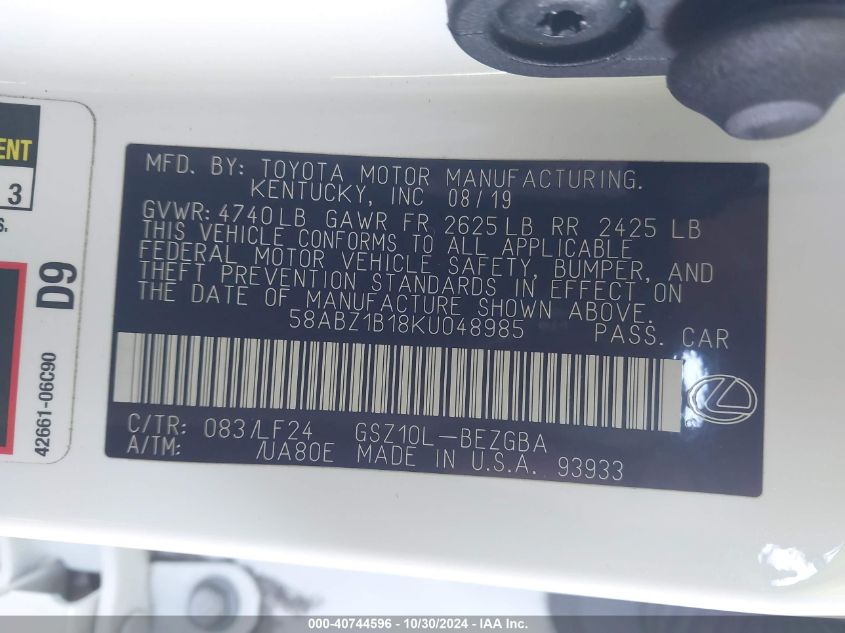 ENT
3
S.
D9
42661-06C90
MFD. BY: TOYOTA MOTOR MANUFACTURING.
KENTUCKY, INC 08/19
GVWR: 4740LB GAWR FR 2625LB RR 2425 LB
THIS VEHICLE CONFORMS TO ALL APPLICABLE
FEDERAL MOTOR VEHICLE SAFETY, BUMPER, AND
THEFT PREVENTION STANDARDS IN EFFECT ON
THE DATE OF MANUFACTURE SHOWN ABOVE.
58ABZ1B18KU048985 PASS. CAR
C/TR: 083/LF24 GSZ10L-BEZGBA
A/TM: /UA80E MADE IN U.S.A. 93933
000-40744596 - 10/30/2024 - IAA Inc.